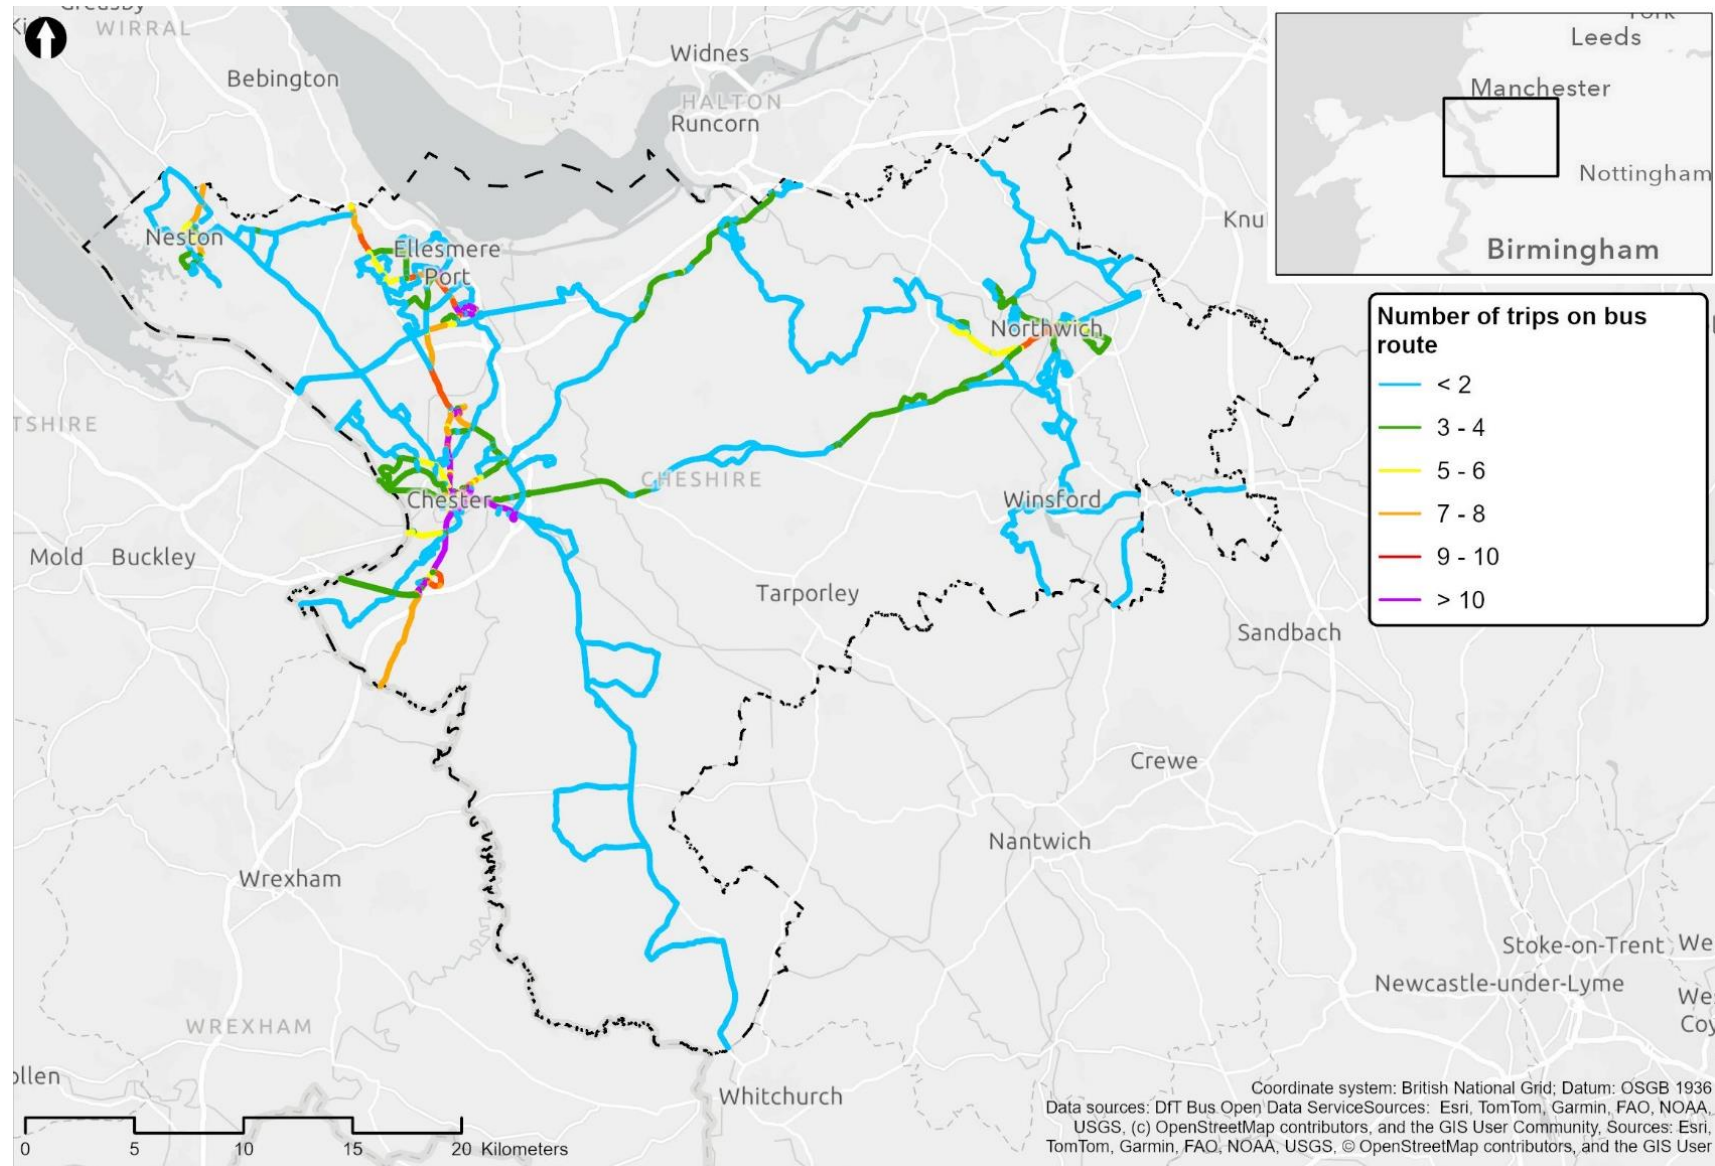 WIRRAL
Bebington
Widnes
HALTON
Runcorn
York
Leeds
Manchester
Nottingham
Birmingham
Neston
Ellesmere
Port
Knu
Northwich
Number of trips on bus
route
< 2
3 - 4
5 - 6
7 - 8
9 - 10
> 10
TSHIRE
CHESHIRE
Chester
Winsford
Mold
Buckley
Tarporley
Sandbach
Crewe
Nantwich
Wrexham
Stoke-on-Trent
We
Newcastle-under-Lyme
We
Coy
WREXHAM
ollen
Whitchurch
0 5 10 15 20 Kilometers
Coordinate system: British National Grid; Datum: OSGB 1936
Data sources: DfT Bus Open Data ServiceSources: Esri, TomTom, Garmin, FAO, NOAA,
USGS, (c) OpenStreetMap contributors, and the GIS User Community, Sources: Esri,
TomTom, Garmin, FAO, NOAA, USGS, © OpenStreetMap contributors, and the GIS User